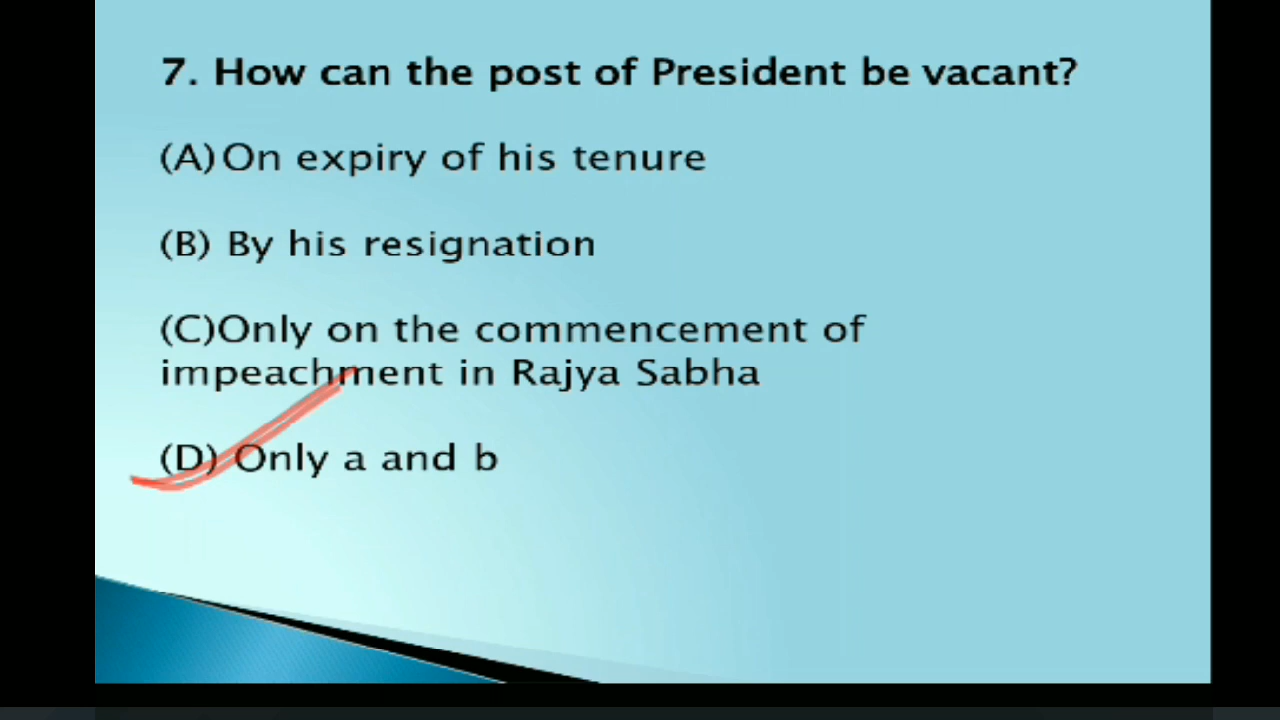 7. How can the post of President be vacant?
(A) On expiry of his tenure
(B) By his resignation
(C)Only on the commencement of
impeachment in Rajya Sabha
(D) Only a and b